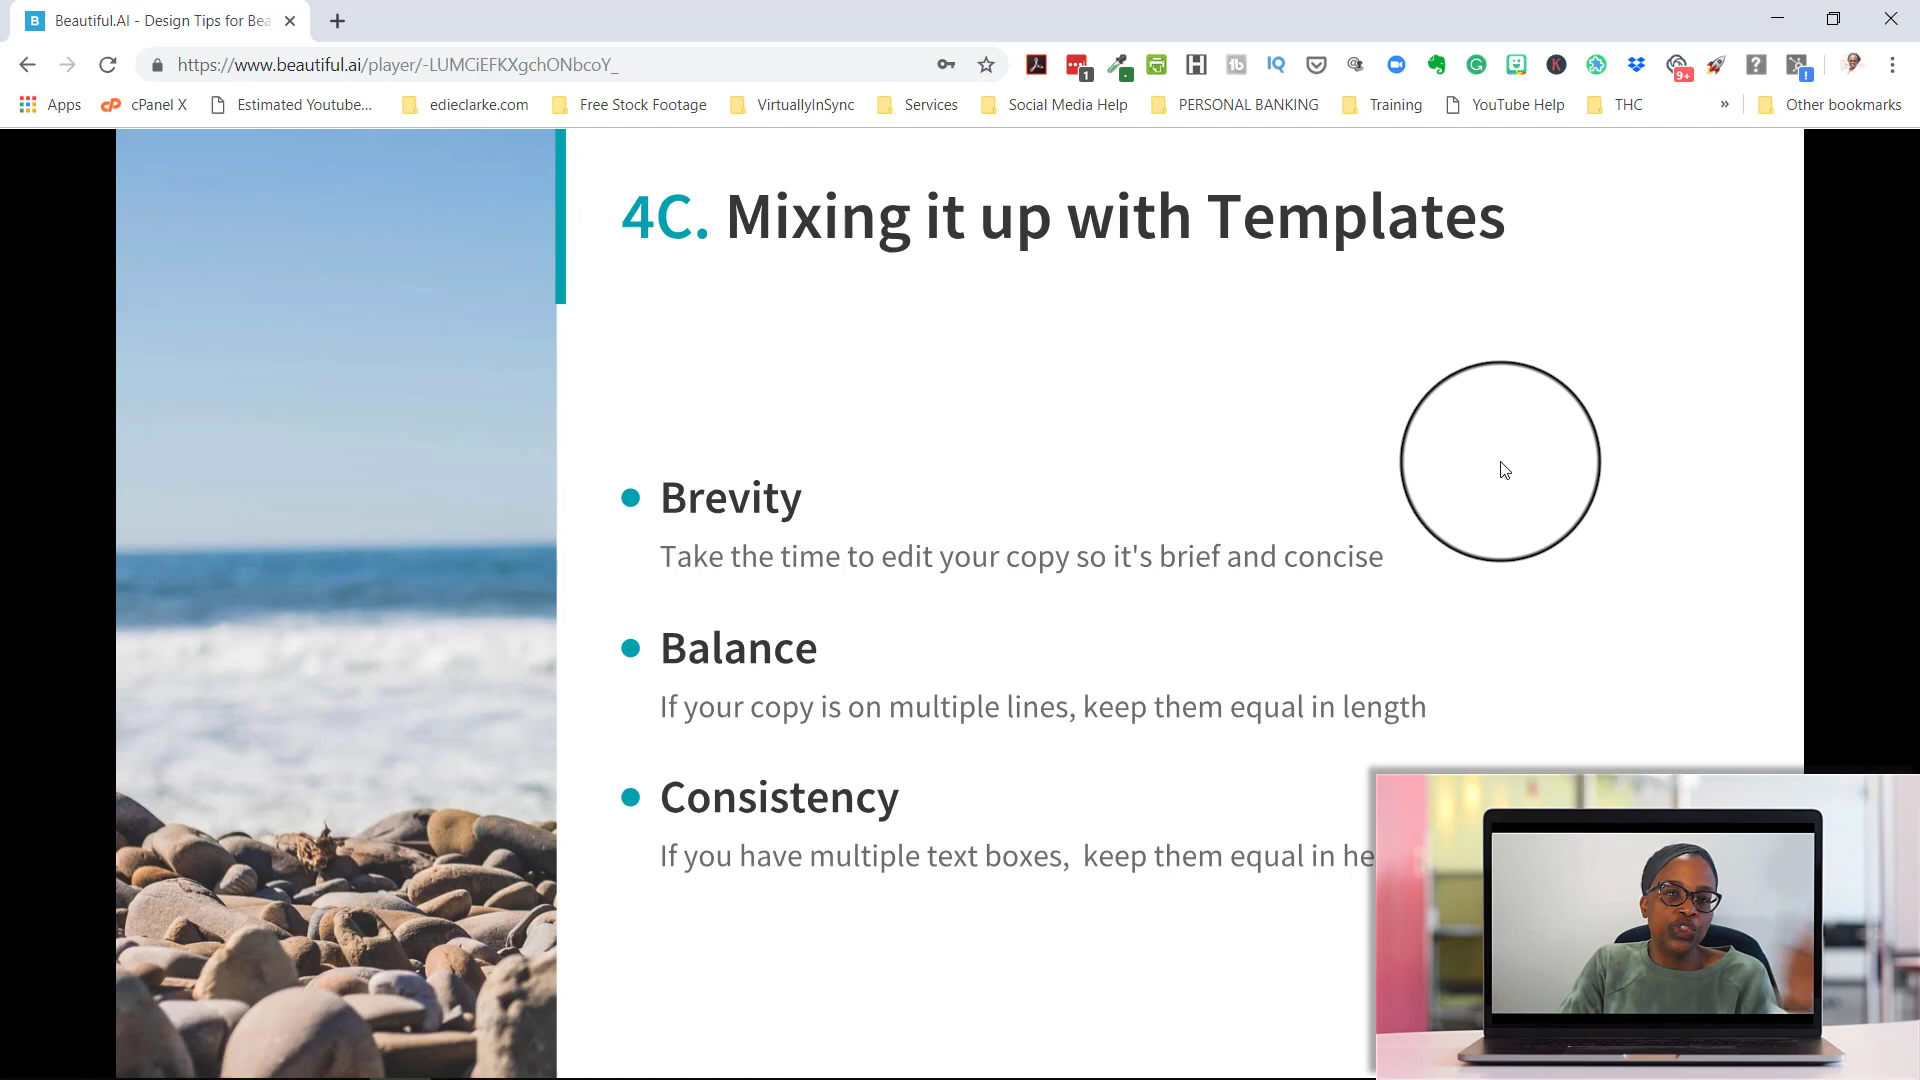 Beautiful.AI - Design Tips for Bea
https://www.beautiful.ai/player/-LUMCiEFKXgchONbcoY_
Apps cPanel X Estimated Youtube... edieclarke.com Free Stock Footage VirtuallyInSync Services Social Media Help PERSONAL BANKING Training YouTube Help THC » Other bookmarks
4C. Mixing it up with Templates
Brevity
Take the time to edit your copy so it's brief and concise
Balance
If your copy is on multiple lines, keep them equal in length
Consistency
If you have multiple text boxes, keep them equal in he